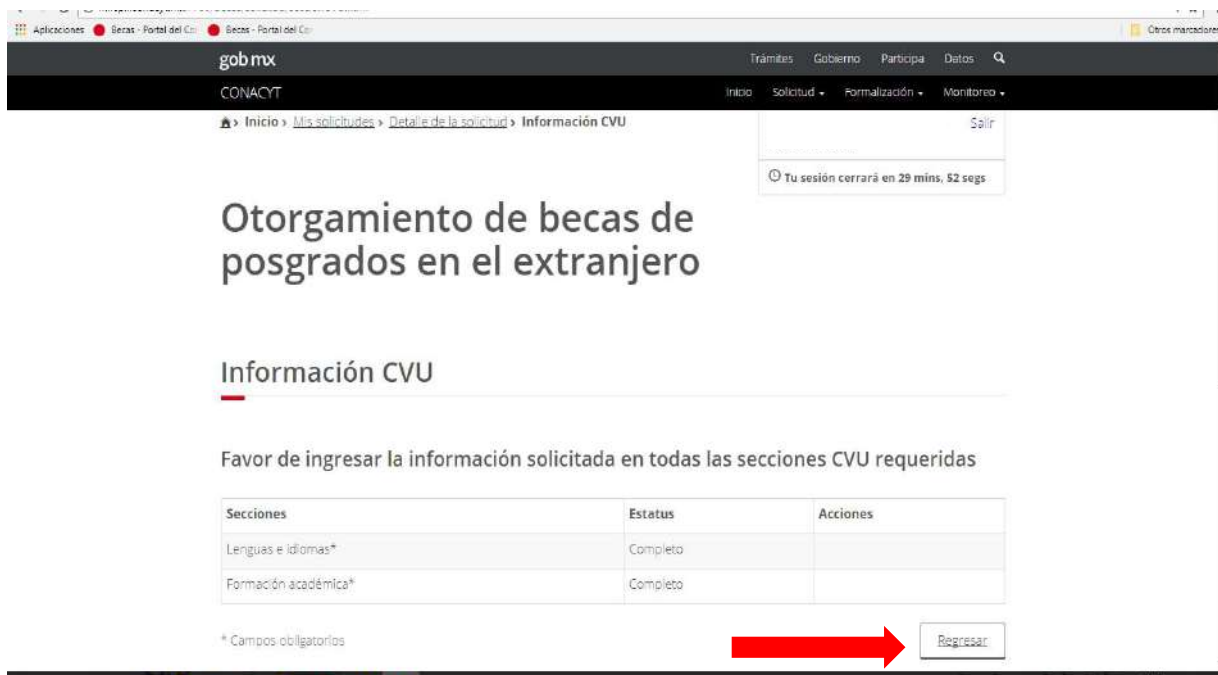 Aplicaciones Becas - Portal del Co Becas - Portal del Co Otros marcadores
gob mx Trámites Gobierno Participa Datos
CONACYT Inicio Solicitud Formalización Monitoreo
> Inicio > Mis solicitudes > Detalle de la solicitud > Información CVU
Salir
Tu sesión cerrará en 29 mins, 52 segs
Otorgamiento de becas de
posgrados en el extranjero
Información CVU
Favor de ingresar la información solicitada en todas las secciones CVU requeridas
Secciones Estatus Acciones
Lenguas e idiomas* Completo
Formación académica* Completo
* Campos obligatorios Regresar